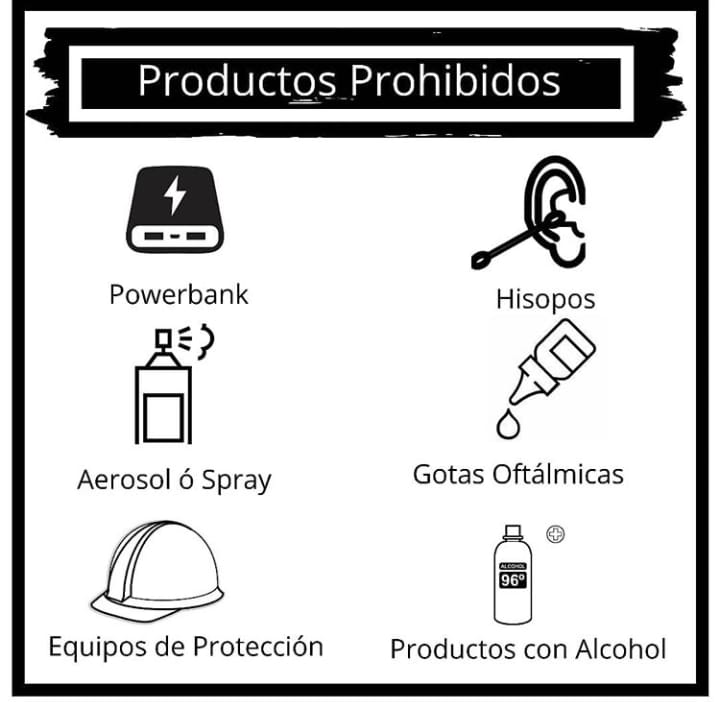 Productos Prohibidos
Powerbank
Hisopos
Aerosol ó Spray
Gotas Oftálmicas
ALCOHOL
96º
Equipos de Protección
Productos con Alcohol